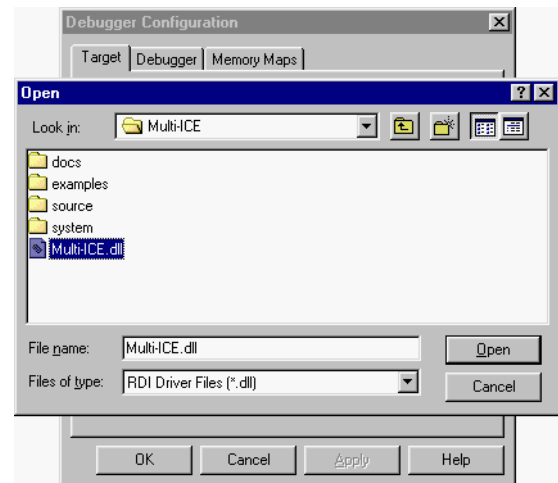 Debugger Configuration
Target Debugger Memory Maps
Open
Look in: Multi-ICE
docs
examples
source
system
Multi-ICE.dll
File name: Multi-ICE.dll Open
Files of type: RDI Driver Files (*.dll) Cancel
OK Cancel Apply Help